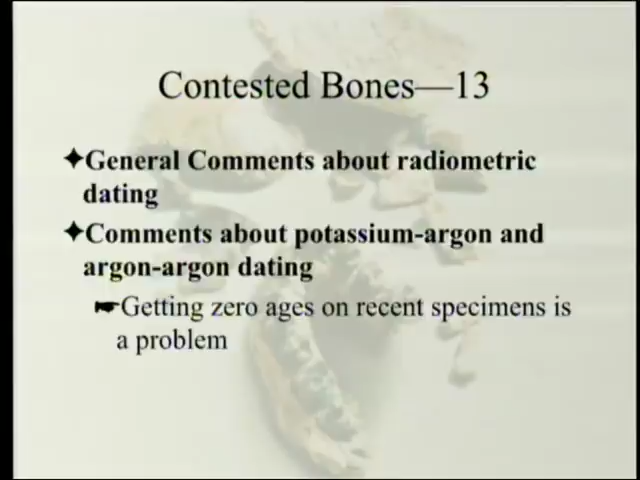 Contested Bones—13
✦General Comments about radiometric
dating
✦Comments about potassium-argon and
argon-argon dating
☛Getting zero ages on recent specimens is
a problem